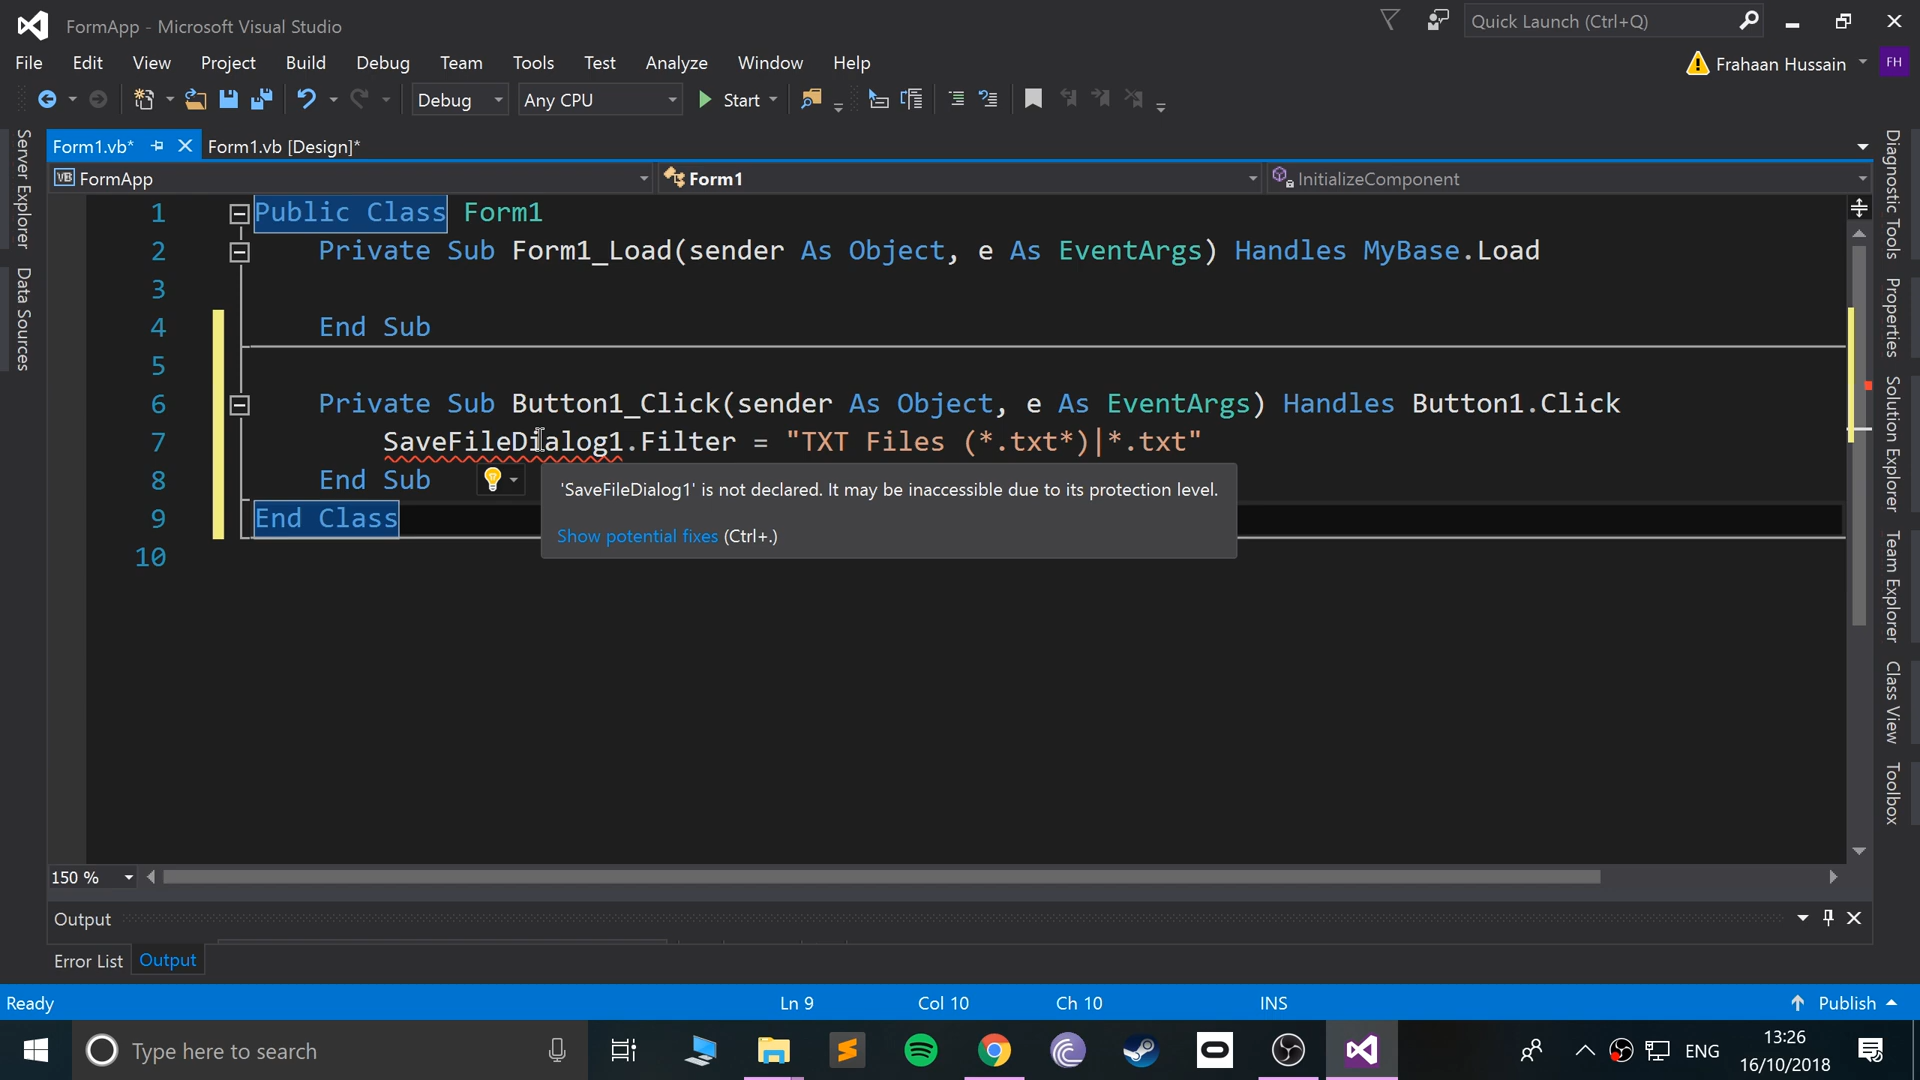 FormApp - Microsoft Visual Studio
Quick Launch (Ctrl+Q)
File Edit View Project Build Debug Team Tools Test Analyze Window Help
Frahaan Hussain FH
Debug Any CPU Start
Form1.vb* Form1.vb [Design]*
VB FormApp Form1 InitializeComponent
Server Explorer
Data Sources
1 Public Class Form1
2 Private Sub Form1_Load(sender As Object, e As EventArgs) Handles MyBase.Load
3
4 End Sub
5
6 Private Sub Button1_Click(sender As Object, e As EventArgs) Handles Button1.Click
7 SaveFileDialog1.Filter = "TXT Files (*.txt*)|*.txt"
8 End Sub
'SaveFileDialog1' is not declared. It may be inaccessible due to its protection level.
9 End Class
Show potential fixes (Ctrl+.)
10
Diagnostic Tools
Properties
Solution Explorer
Team Explorer
Class View
Toolbox
150 %
Output
Error List Output
Ready Ln 9 Col 10 Ch 10 INS Publish
Type here to search
ENG
13:26
16/10/2018